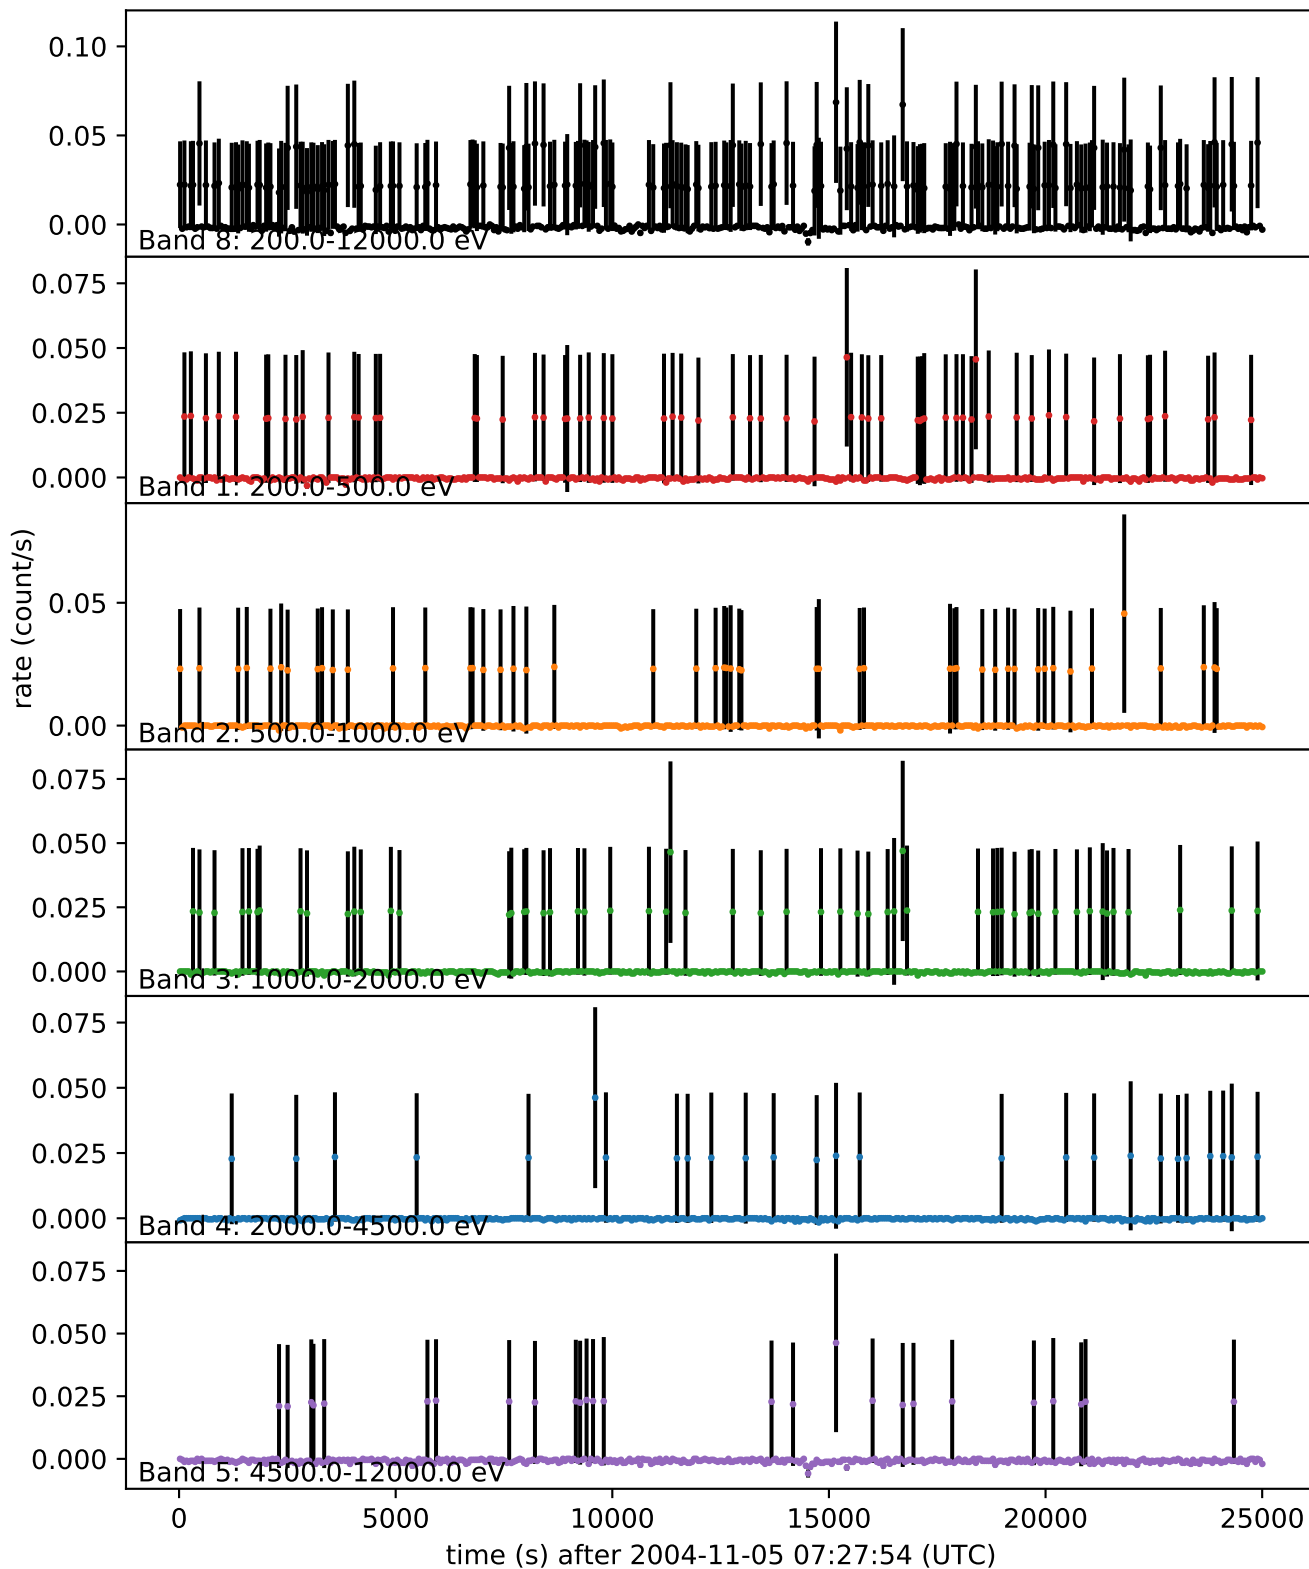 0.10
0.05
0.00
Band 8: 200.0-12000.0 eV
0.075
0.050
0.025
0.000
Band 1: 200.0-500.0 eV
0.05
0.00
Band 2: 500.0-1000.0 eV
rate (count/s)
0.075
0.050
0.025
0.000
Band 3: 1000.0-2000.0 eV
0.075
0.050
0.025
0.000
Band 4: 2000.0-4500.0 eV
0.075
0.050
0.025
0.000
Band 5: 4500.0-12000.0 eV
0 5000 10000 15000 20000 25000
time (s) after 2004-11-05 07:27:54 (UTC)